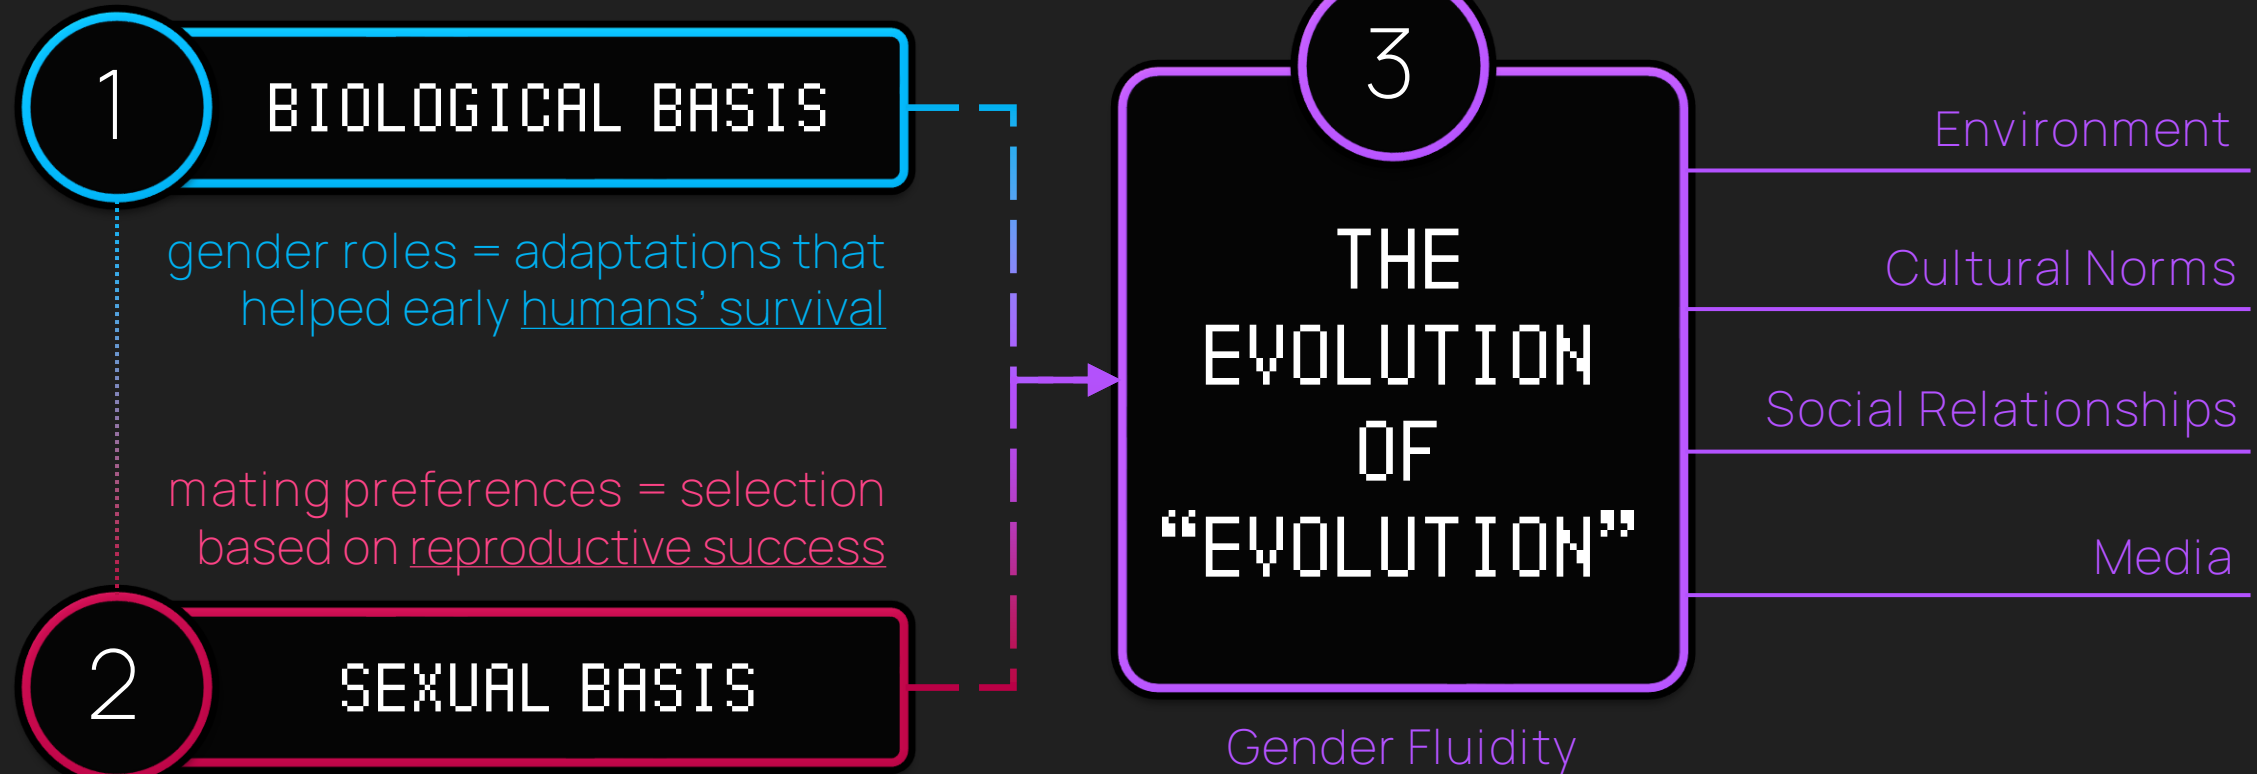 1
BIOLOGICAL BASIS
gender roles = adaptations that
helped early humans’ survival
mating preferences = selection
based on reproductive success
2
SEXUAL BASIS
3
THE
EVOLUTION
OF
“EVOLUTION”
Environment
Cultural Norms
Social Relationships
Media
Gender Fluidity